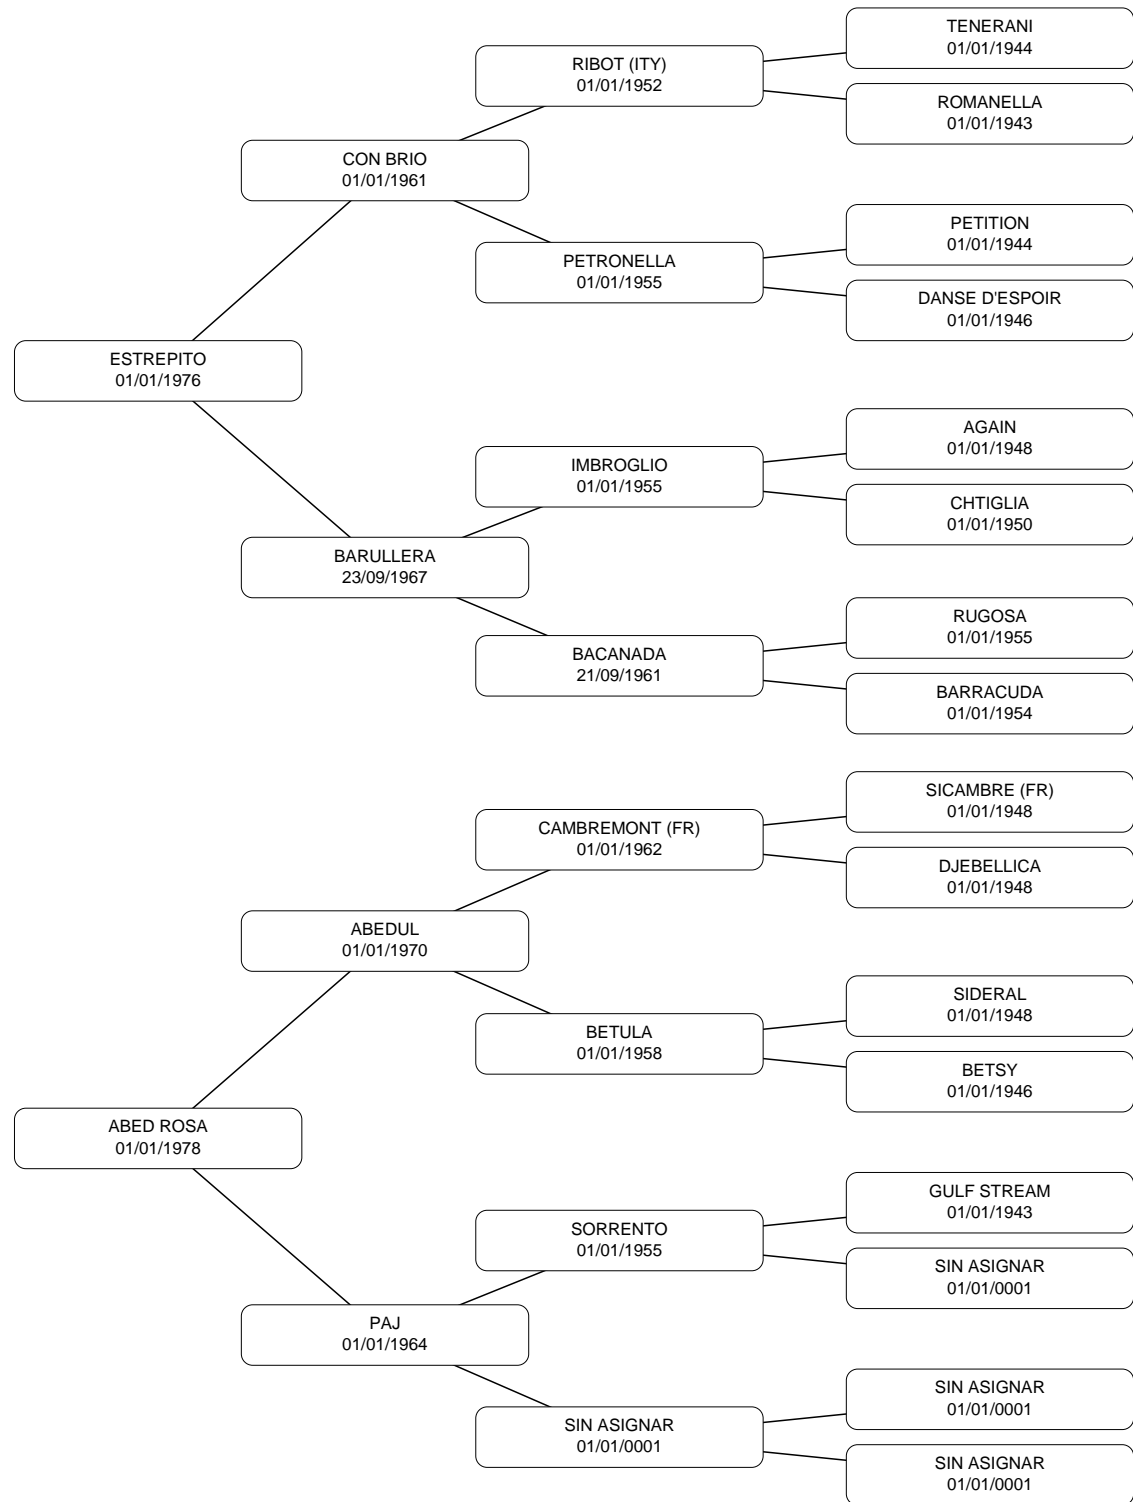 TENERANI
01/01/1944
RIBOT (ITY)
01/01/1952
ROMANELLA
01/01/1943
CON BRIO
01/01/1961
PETITION
01/01/1944
PETRONELLA
01/01/1955
DANSE D'ESPOIR
01/01/1946
ESTREPITO
01/01/1976
AGAIN
01/01/1948
IMBROGLIO
01/01/1955
CHTIGLIA
01/01/1950
BARULLERA
23/09/1967
RUGOSA
01/01/1955
BACANADA
21/09/1961
BARRACUDA
01/01/1954
SICAMBRE (FR)
01/01/1948
CAMBREMONT (FR)
01/01/1962
DJEBELLICA
01/01/1948
ABEDUL
01/01/1970
SIDERAL
01/01/1948
BETULA
01/01/1958
BETSY
01/01/1946
ABED ROSA
01/01/1978
GULF STREAM
01/01/1943
SORRENTO
01/01/1955
SIN ASIGNAR
01/01/0001
PAJ
01/01/1964
SIN ASIGNAR
01/01/0001
SIN ASIGNAR
01/01/0001
SIN ASIGNAR
01/01/0001